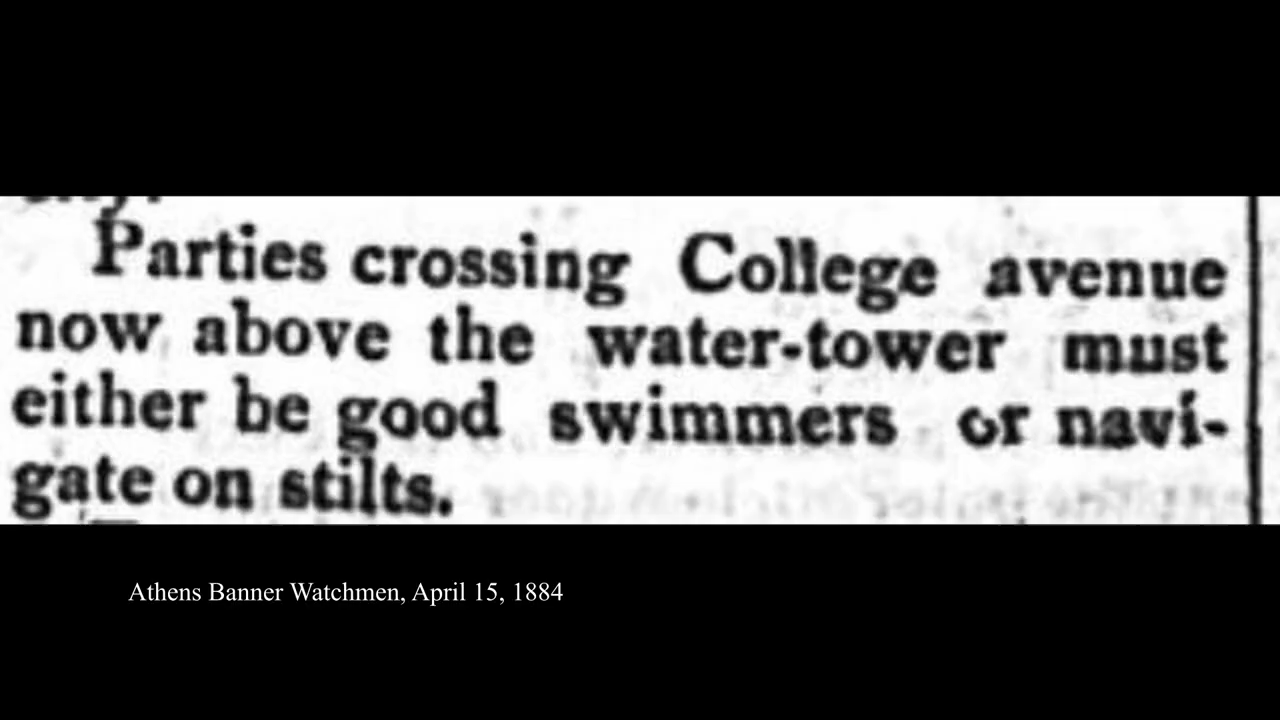 Parties crossing College avenue
now above the water-tower must
either be good swimmers or navi-
gate on stilts.
Athens Banner Watchmen, April 15, 1884